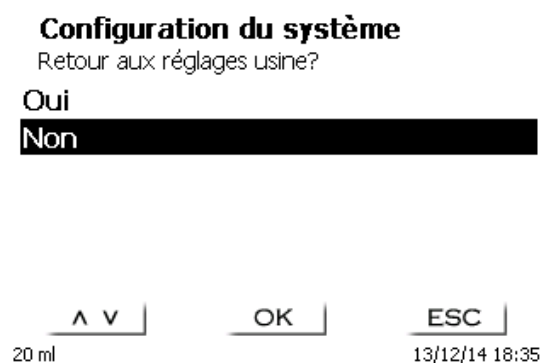 Configuration du système
Retour aux réglages usine?
Oui
Non
∧ ∨ OK ESC
20 ml 13/12/14 18:35